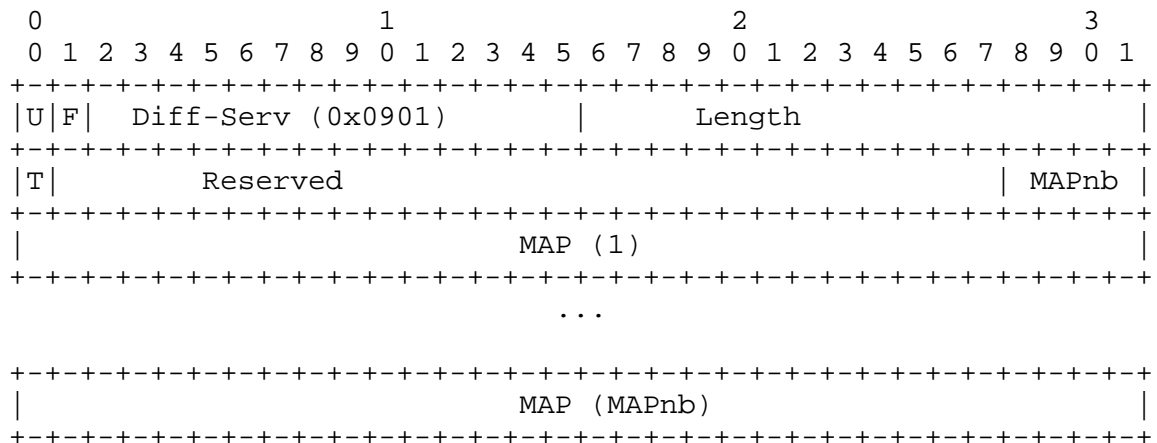 0                   1                   2                   3
 0 1 2 3 4 5 6 7 8 9 0 1 2 3 4 5 6 7 8 9 0 1 2 3 4 5 6 7 8 9 0 1
+-+-+-+-+-+-+-+-+-+-+-+-+-+-+-+-+-+-+-+-+-+-+-+-+-+-+-+-+-+-+-+-+
|U|F|  Diff-Serv (0x0901)       |      Length                   |
+-+-+-+-+-+-+-+-+-+-+-+-+-+-+-+-+-+-+-+-+-+-+-+-+-+-+-+-+-+-+-+-+
|T|        Reserved                                     | MAPnb |
+-+-+-+-+-+-+-+-+-+-+-+-+-+-+-+-+-+-+-+-+-+-+-+-+-+-+-+-+-+-+-+-+
|                            MAP (1)                            |
+-+-+-+-+-+-+-+-+-+-+-+-+-+-+-+-+-+-+-+-+-+-+-+-+-+-+-+-+-+-+-+-+
                               ...
+-+-+-+-+-+-+-+-+-+-+-+-+-+-+-+-+-+-+-+-+-+-+-+-+-+-+-+-+-+-+-+-+
|                            MAP (MAPnb)                        |
+-+-+-+-+-+-+-+-+-+-+-+-+-+-+-+-+-+-+-+-+-+-+-+-+-+-+-+-+-+-+-+-+